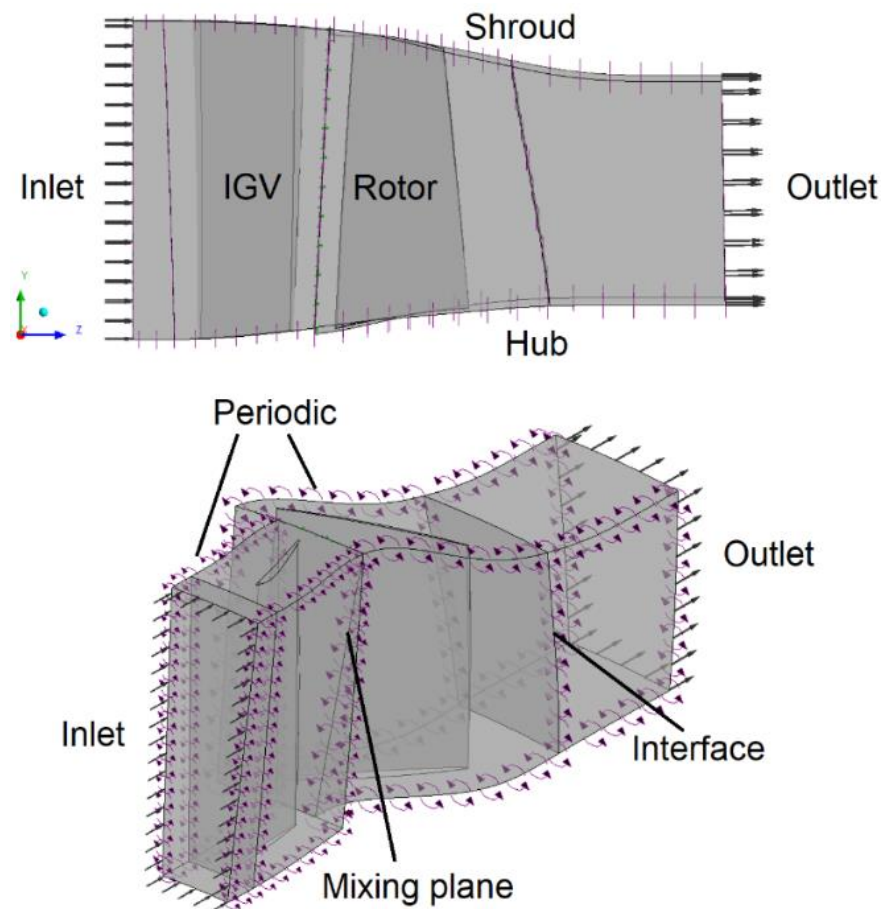 Shroud
Inlet
IGV
Rotor
Outlet
Y
Z
Hub
Periodic
Outlet
Inlet
Interface
Mixing plane